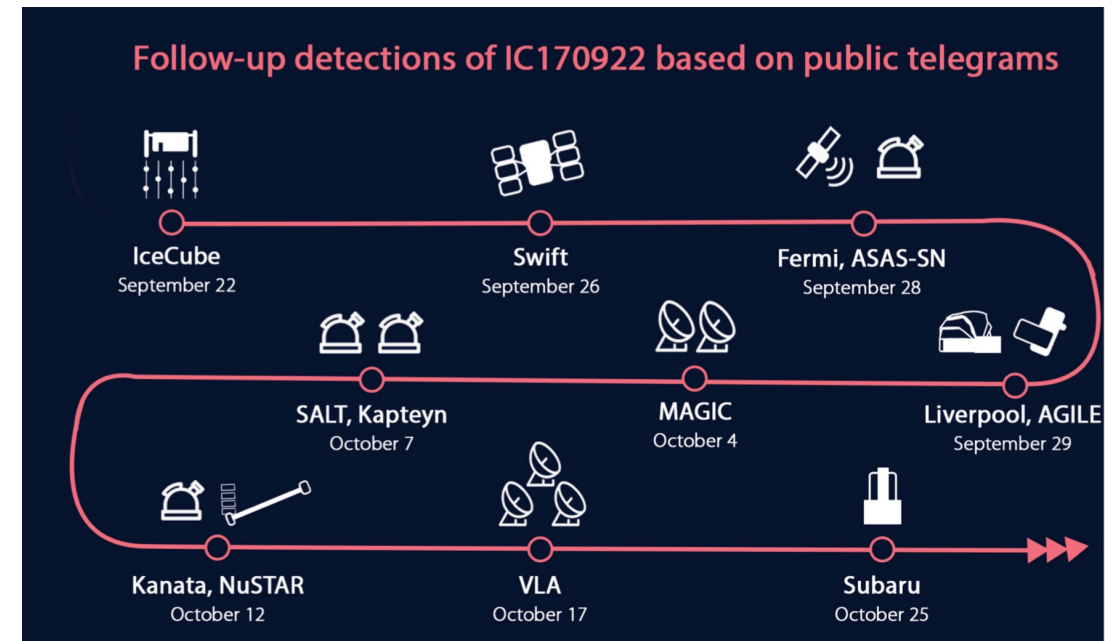 Follow-up detections of IC170922 based on public telegrams
IceCube
September 22
Swift
September 26
Fermi, ASAS-SN
September 28
Liverpool, AGILE
September 29
MAGIC
October 4
SALT, Kapteyn
October 7
Kanata, NuSTAR
October 12
VLA
October 17
Subaru
October 25